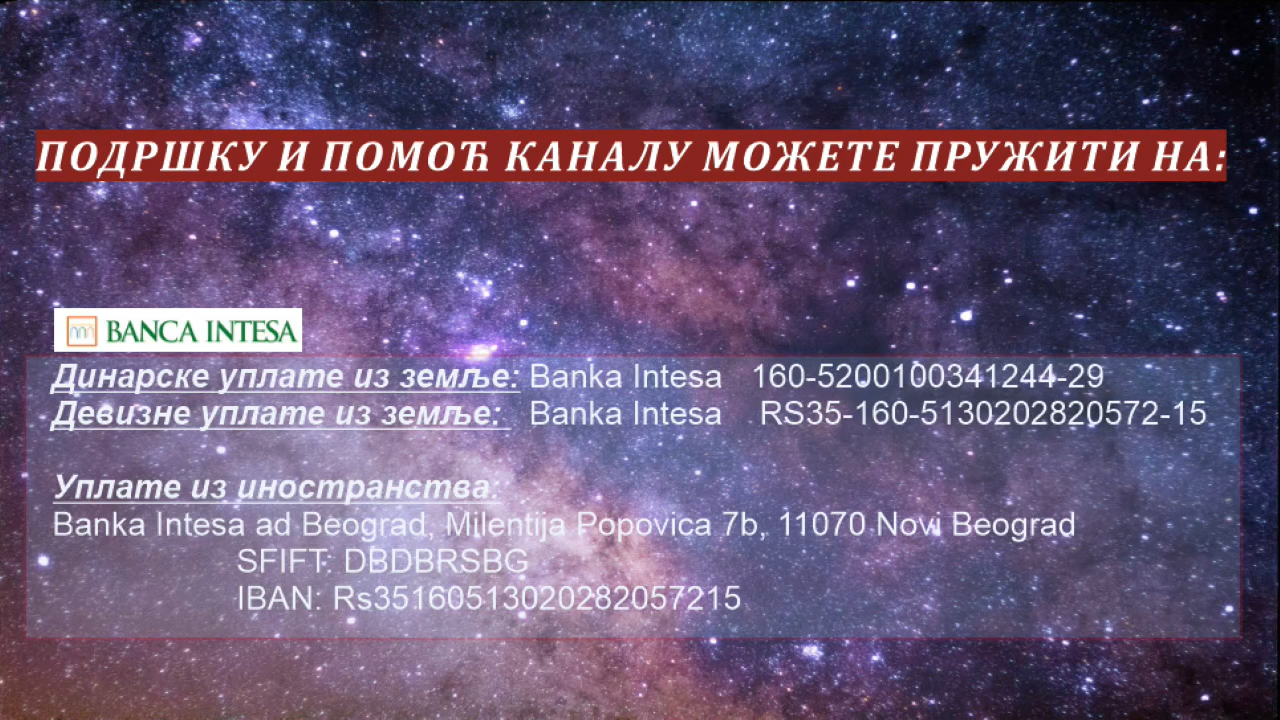 ПОДРШКУ И ПОМОЋ КАНАЛУ МОЖЕТЕ ПРУЖИТИ НА:
BANCA INTESA
Динарске уплате из земље: Banka Intesa 160-5200100341244-29
Девизне уплате из земље: Banka Intesa RS35-160-5130202820572-15
Уплате из иностранства:
Banka Intesa ad Beograd, Milentija Popovica 7b, 11070 Novi Beograd
SFIFT: DBDBRSBG
IBAN: Rs35160513020282057215